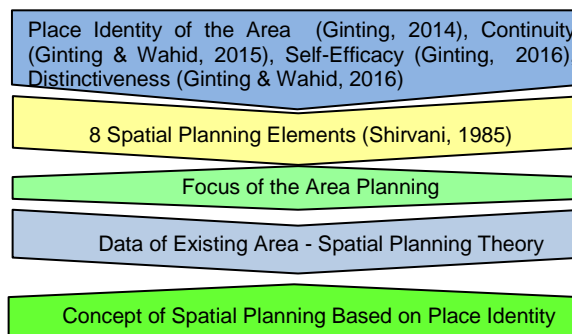 Place Identity of the Area (Ginting, 2014), Continuity
(Ginting & Wahid, 2015), Self-Efficacy (Ginting, 2016),
Distinctiveness (Ginting & Wahid, 2016)
8 Spatial Planning Elements (Shirvani, 1985)
Focus of the Area Planning
Data of Existing Area - Spatial Planning Theory
Concept of Spatial Planning Based on Place Identity